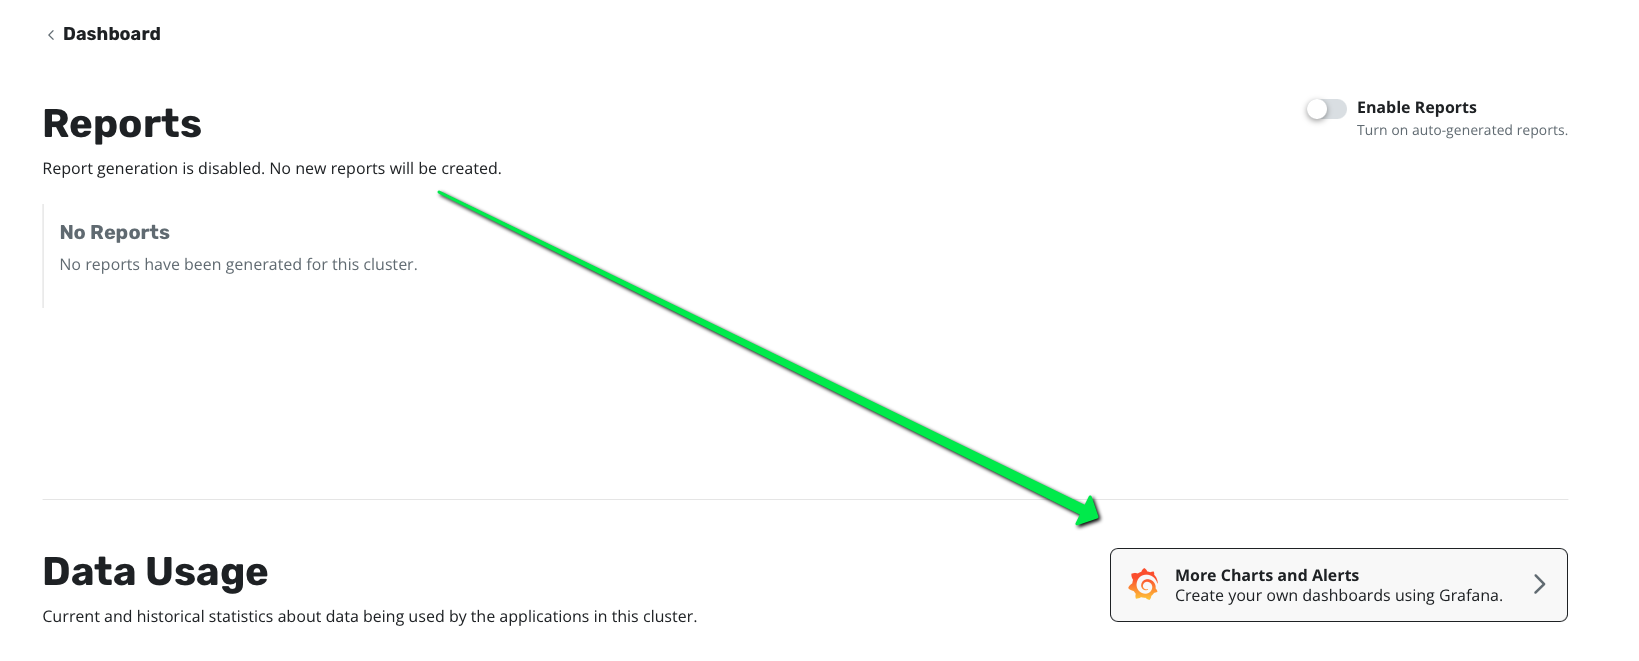 Dashboard
Reports
Enable Reports
Turn on auto-generated reports.
Report generation is disabled. No new reports will be created.
No Reports
No reports have been generated for this cluster.
Data Usage
Current and historical statistics about data being used by the applications in this cluster.
More Charts and Alerts
Create your own dashboards using Grafana.